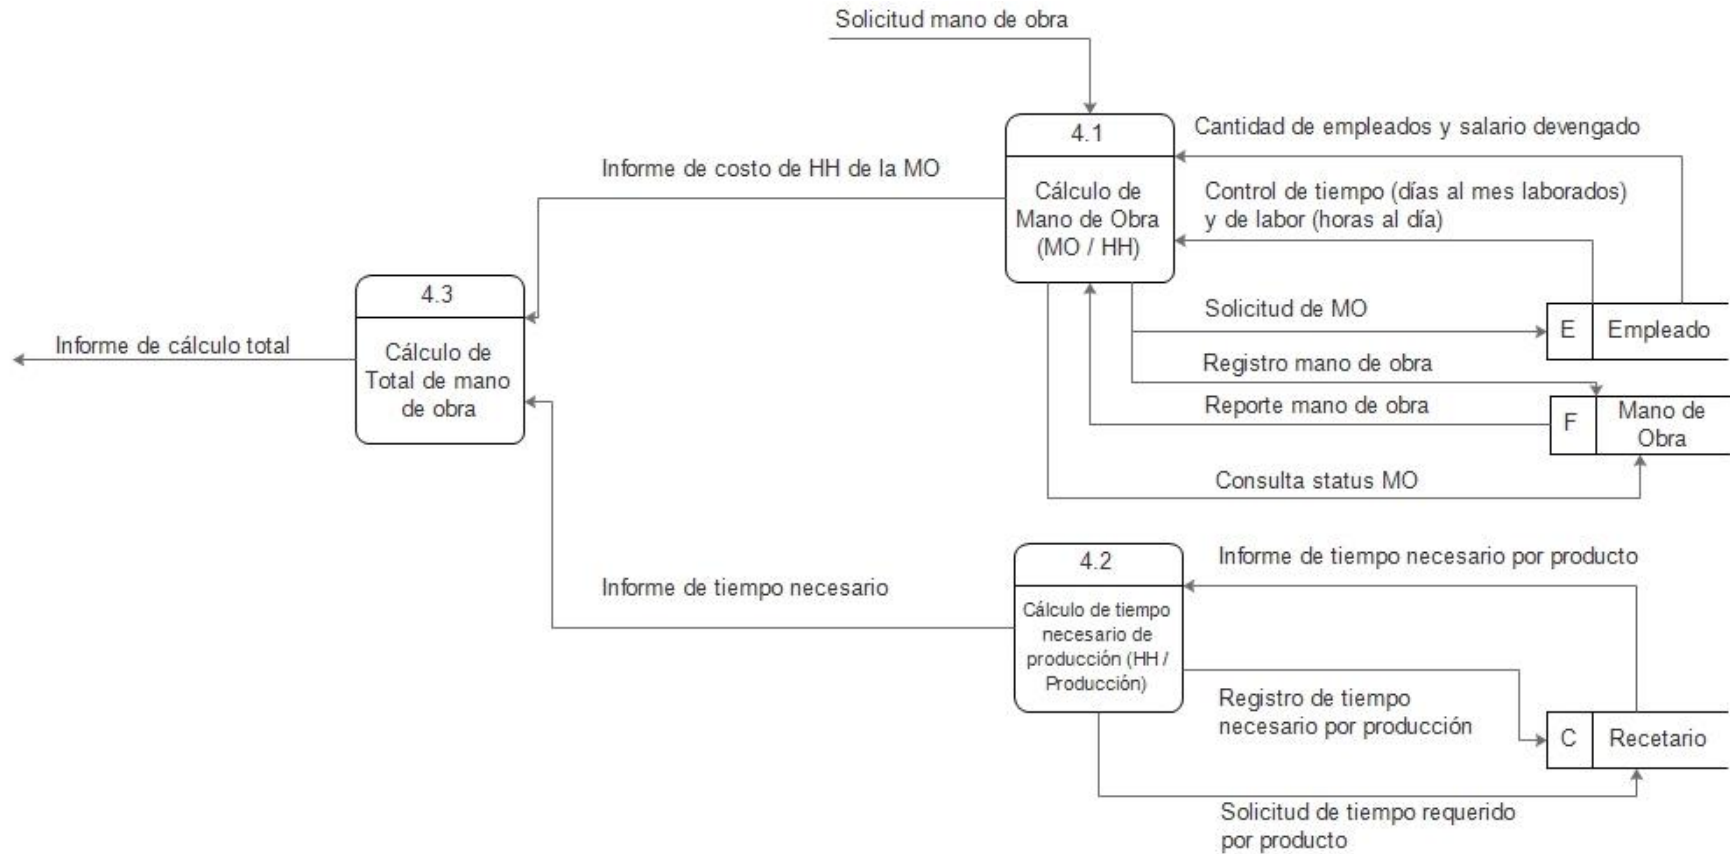 Solicitud mano de obra
4.1
Cálculo de
Mano de Obra
(MO / HH)
Cantidad de empleados y salario devengado
Control de tiempo (días al mes laborados)
y de labor (horas al día)
Informe de costo de HH de la MO
4.3
Cálculo de
Total de mano
de obra
Informe de cálculo total
Solicitud de MO
E
Empleado
Registro mano de obra
Reporte mano de obra
F
Mano de
Obra
Consulta status MO
4.2
Cálculo de tiempo
necesario de
producción (HH /
Producción)
Informe de tiempo necesario por producto
Informe de tiempo necesario
Registro de tiempo
necesario por producción
C
Recetario
Solicitud de tiempo requerido
por producto